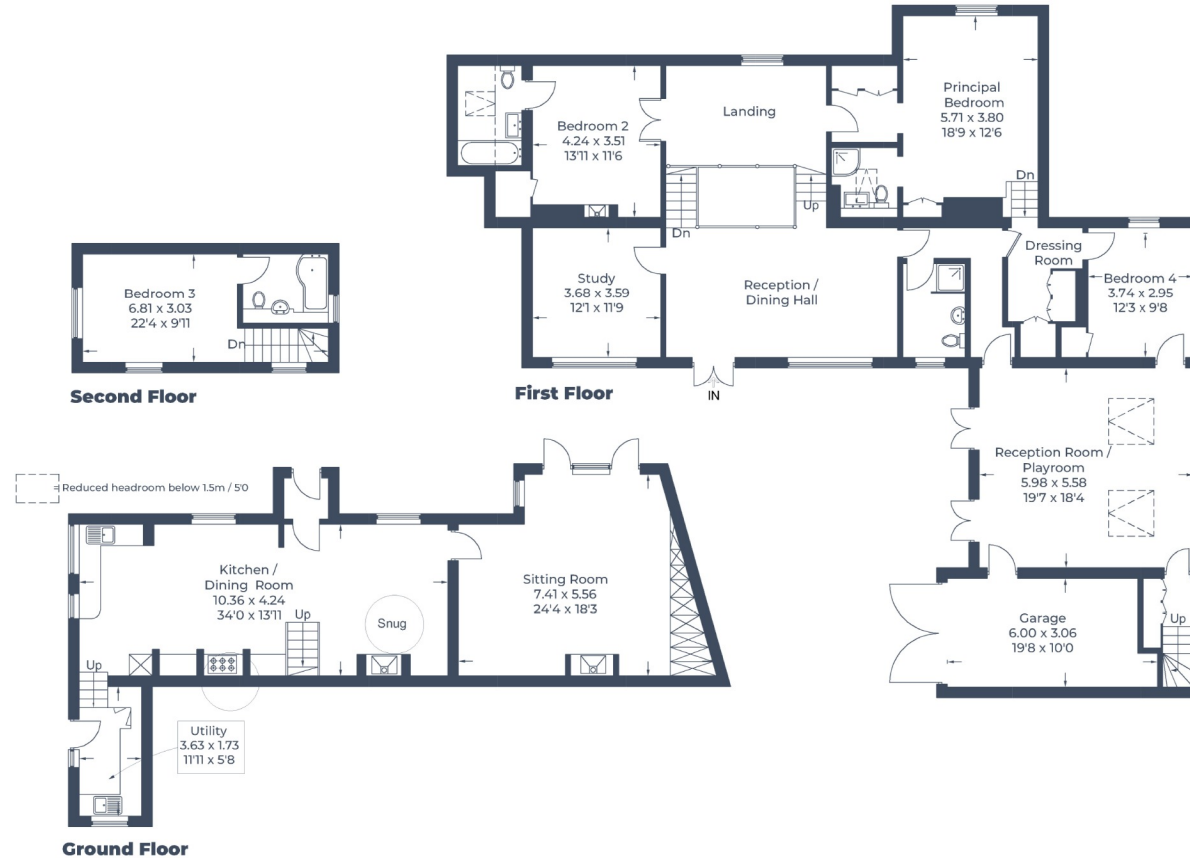 Principal
Bedroom
5.71 x 3.80
18'9 x 12'6
Landing
Bedroom 2
4.24 x 3.51
13'11 x 11'6
Dn
Up
Dn
Study
3.68 x 3.59
12'1 x 11'9
Reception /
Dining Hall
Dressing
Room
Bedroom 4
3.74 x 2.95
12'3 x 9'8
Bedroom 3
6.81 x 3.03
22'4 x 9'11
Dn
Second Floor
First Floor
IN
Reception Room /
Playroom
5.98 x 5.58
19'7 x 18'4
= Reduced headroom below 1.5m / 5'0
Kitchen /
Dining Room
10.36 x 4.24
34'0 x 13'11
Up
Snug
Sitting Room
7.41 x 5.56
24'4 x 18'3
Garage
6.00 x 3.06
19'8 x 10'0
Up
Up
Utility
3.63 x 1.73
11'11 x 5'8
Ground Floor